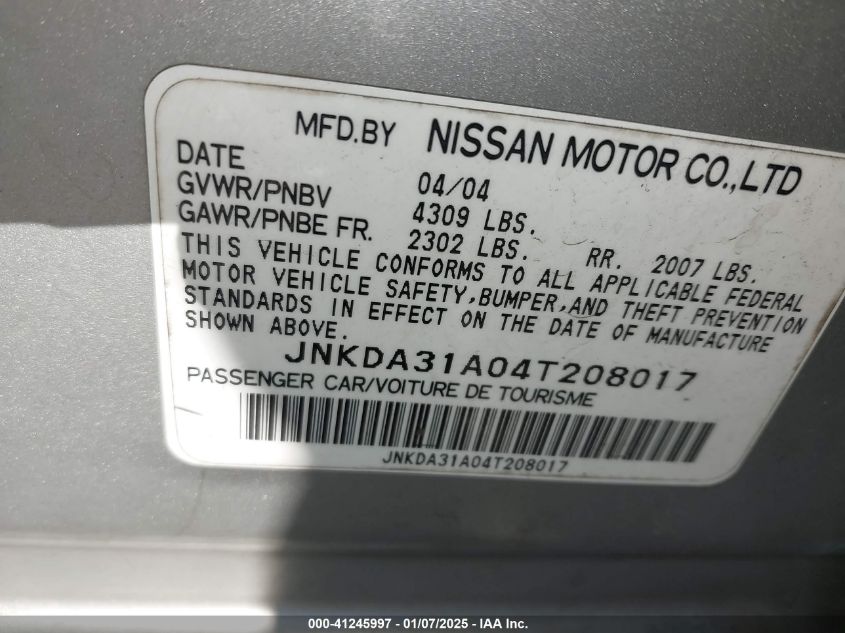 MFD.BY NISSAN MOTOR CO.,LTD
DATE 04/04
GVWR/PNBV 4309 LBS.
GAWR/PNBE FR. 2302 LBS. RR. 2007 LBS.
THIS VEHICLE CONFORMS TO ALL APPLICABLE FEDERAL
MOTOR VEHICLE SAFETY,BUMPER,AND THEFT PREVENTION
STANDARDS IN EFFECT ON THE DATE OF MANUFACTURE
SHOWN ABOVE.
JNKDA31A04T208017
PASSENGER CAR/VOITURE DE TOURISME
JNKDA31A04T208017
000-41245997 - 01/07/2025 - IAA Inc.